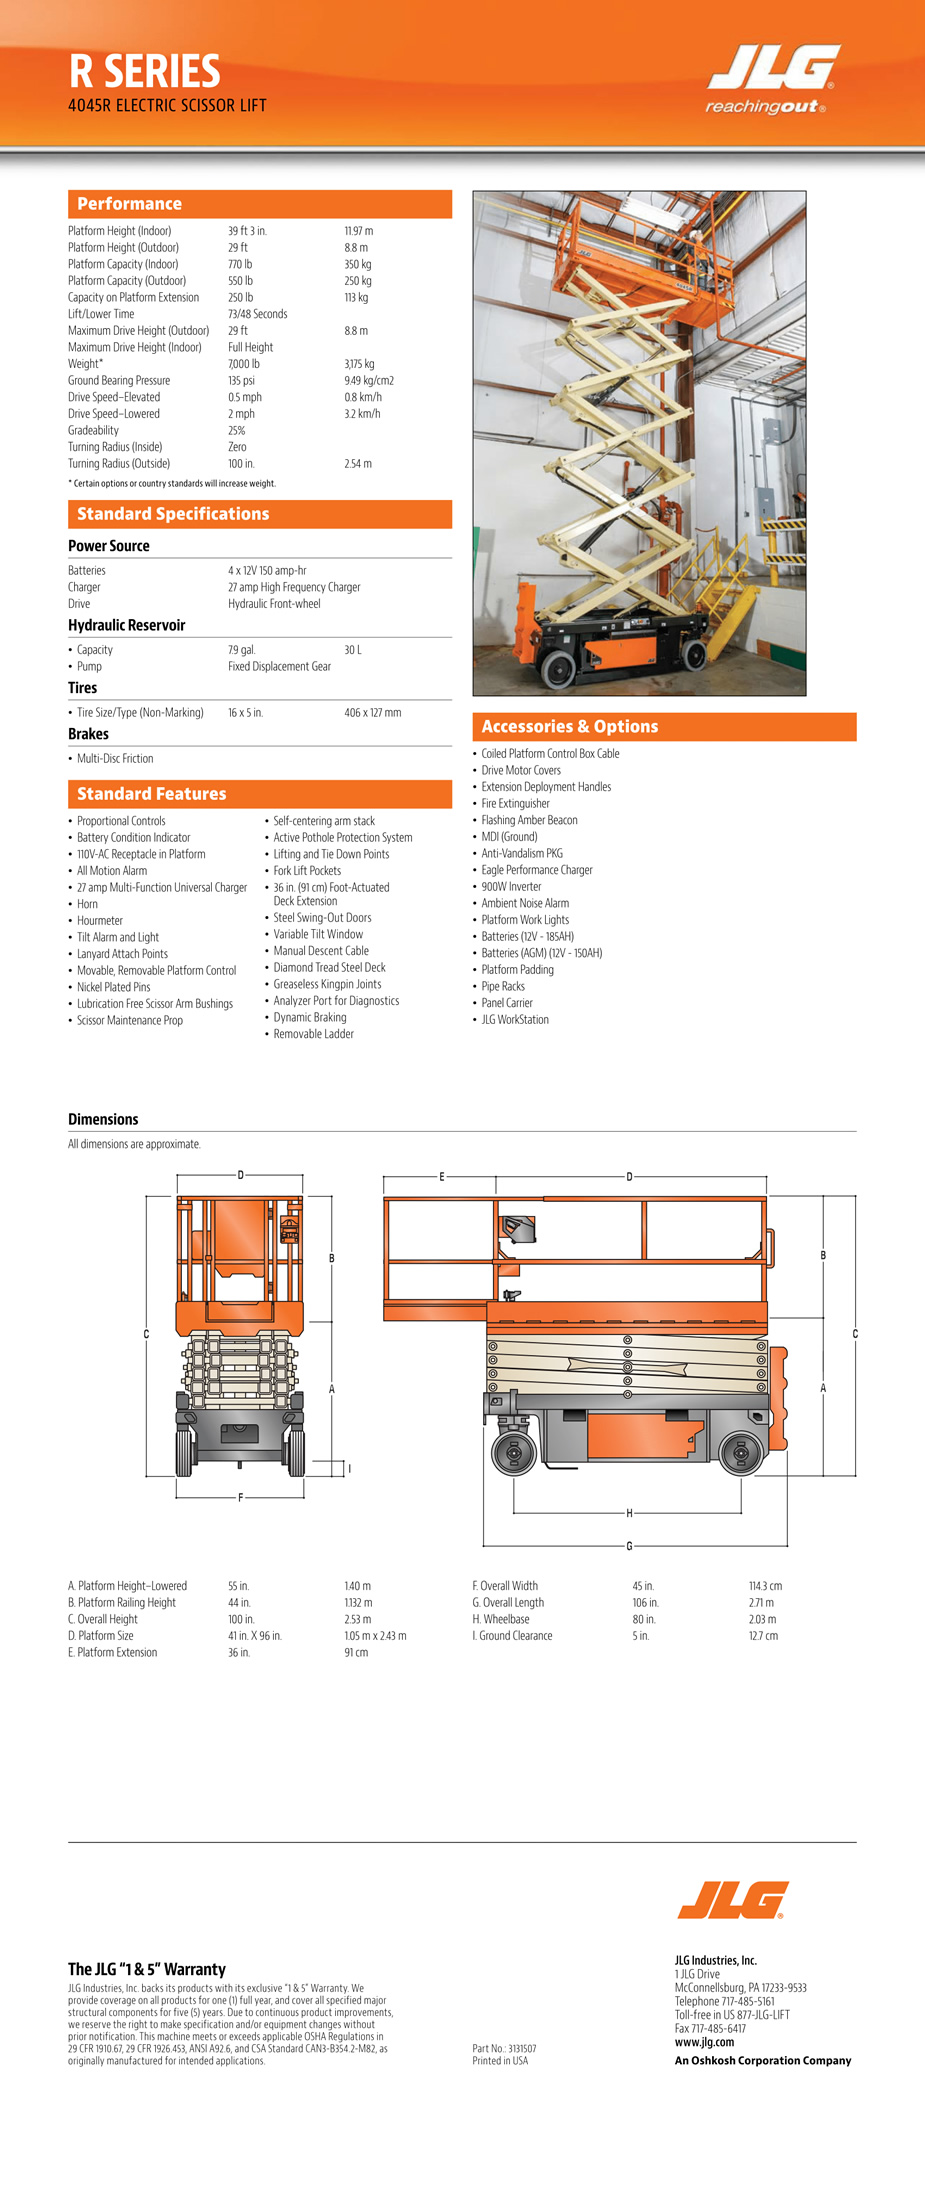 R SERIES
4045R ELECTRIC SCISSOR LIFT
JLG®
reachingout®
Performance
Platform Height (Indoor) 39 ft 3 in. 11.97 m
Platform Height (Outdoor) 29 ft 8.8 m
Platform Capacity (Indoor) 770 lb 350 kg
Platform Capacity (Outdoor) 550 lb 250 kg
Capacity on Platform Extension 250 lb 113 kg
Lift/Lower Time 73/48 Seconds
Maximum Drive Height (Outdoor) 29 ft 8.8 m
Maximum Drive Height (Indoor) Full Height
Weight* 7,000 lb 3,175 kg
Ground Bearing Pressure 135 psi 9.49 kg/cm2
Drive Speed–Elevated 0.5 mph 0.8 km/h
Drive Speed–Lowered 2 mph 3.2 km/h
Gradeability 25%
Turning Radius (Inside) Zero
Turning Radius (Outside) 100 in. 2.54 m
* Certain options or country standards will increase weight.
Standard Specifications
Power Source
Batteries 4 x 12V 150 amp-hr
Charger 27 amp High Frequency Charger
Drive Hydraulic Front-wheel
Hydraulic Reservoir
• Capacity 7.9 gal. 30 L
• Pump Fixed Displacement Gear
Tires
• Tire Size/Type (Non-Marking) 16 x 5 in. 406 x 127 mm
Brakes
• Multi-Disc Friction
Standard Features
• Proportional Controls
• Battery Condition Indicator
• 110V-AC Receptacle in Platform
• All Motion Alarm
• 27 amp Multi-Function Universal Charger
• Horn
• Hourmeter
• Tilt Alarm and Light
• Lanyard Attach Points
• Movable, Removable Platform Control
• Nickel Plated Pins
• Lubrication Free Scissor Arm Bushings
• Scissor Maintenance Prop
• Self-centering arm stack
• Active Pothole Protection System
• Lifting and Tie Down Points
• Fork Lift Pockets
• 36 in. (91 cm) Foot-Actuated
Deck Extension
• Steel Swing-Out Doors
• Variable Tilt Window
• Manual Descent Cable
• Diamond Tread Steel Deck
• Greaseless Kingpin Joints
• Analyzer Port for Diagnostics
• Dynamic Braking
• Removable Ladder
JLG
4045R
JLG
Accessories & Options
• Coiled Platform Control Box Cable
• Drive Motor Covers
• Extension Deployment Handles
• Fire Extinguisher
• Flashing Amber Beacon
• MDI (Ground)
• Anti-Vandalism PKG
• Eagle Performance Charger
• 900W Inverter
• Ambient Noise Alarm
• Platform Work Lights
• Batteries (12V - 185AH)
• Batteries (AGM) (12V - 150AH)
• Platform Padding
• Pipe Racks
• Panel Carrier
• JLG WorkStation
Dimensions
All dimensions are approximate.
D
B
C
A
I
F
E D
B
C
A
H
G
A. Platform Height–Lowered 55 in. 1.40 m
B. Platform Railing Height 44 in. 1.132 m
C. Overall Height 100 in. 2.53 m
D. Platform Size 41 in. X 96 in. 1.05 m x 2.43 m
E. Platform Extension 36 in. 91 cm
F. Overall Width 45 in. 114.3 cm
G. Overall Length 106 in. 2.71 m
H. Wheelbase 80 in. 2.03 m
I. Ground Clearance 5 in. 12.7 cm
The JLG “1 & 5” Warranty
JLG Industries, Inc. backs its products with its exclusive “1 & 5” Warranty. We
provide coverage on all products for one (1) full year, and cover all specified major
structural components for five (5) years. Due to continuous product improvements,
we reserve the right to make specification and/or equipment changes without
prior notification. This machine meets or exceeds applicable OSHA Regulations in
29 CFR 1910.67, 29 CFR 1926.453, ANSI A92.6, and CSA Standard CAN3-B354.2-M82, as
originally manufactured for intended applications.
Part No.: 3131507
Printed in USA
JLG®
JLG Industries, Inc.
1 JLG Drive
McConnellsburg, PA 17233-9533
Telephone 717-485-5161
Toll-free in US 877-JLG-LIFT
Fax 717-485-6417
www.jlg.com
An Oshkosh Corporation Company